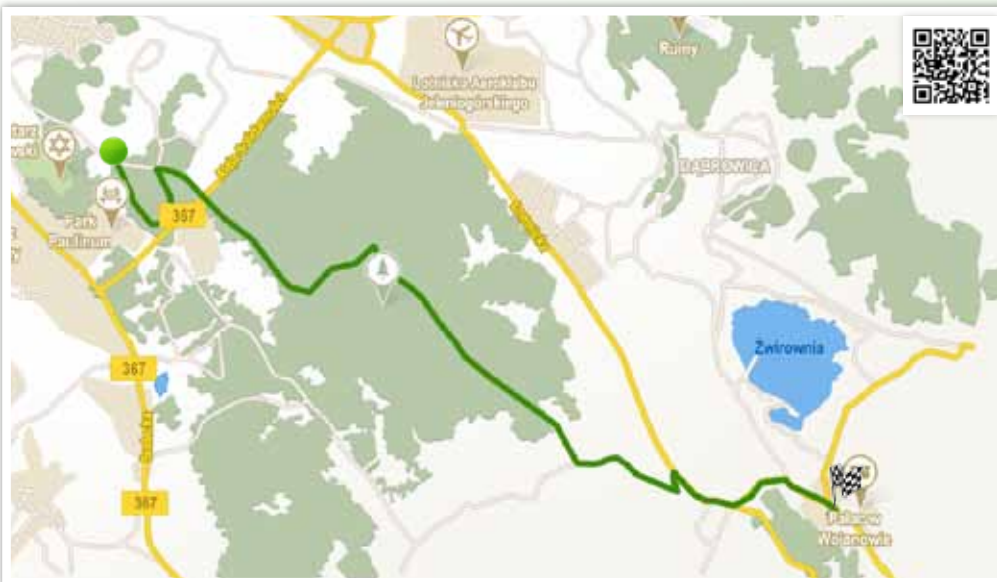 Ruiny
Lotnisko Aeroklubu
Jeleniogórskiego
DĄBROWICA
Park
Paulinum
367
Żwirownia
367
367
Pałac w
Wojanowie